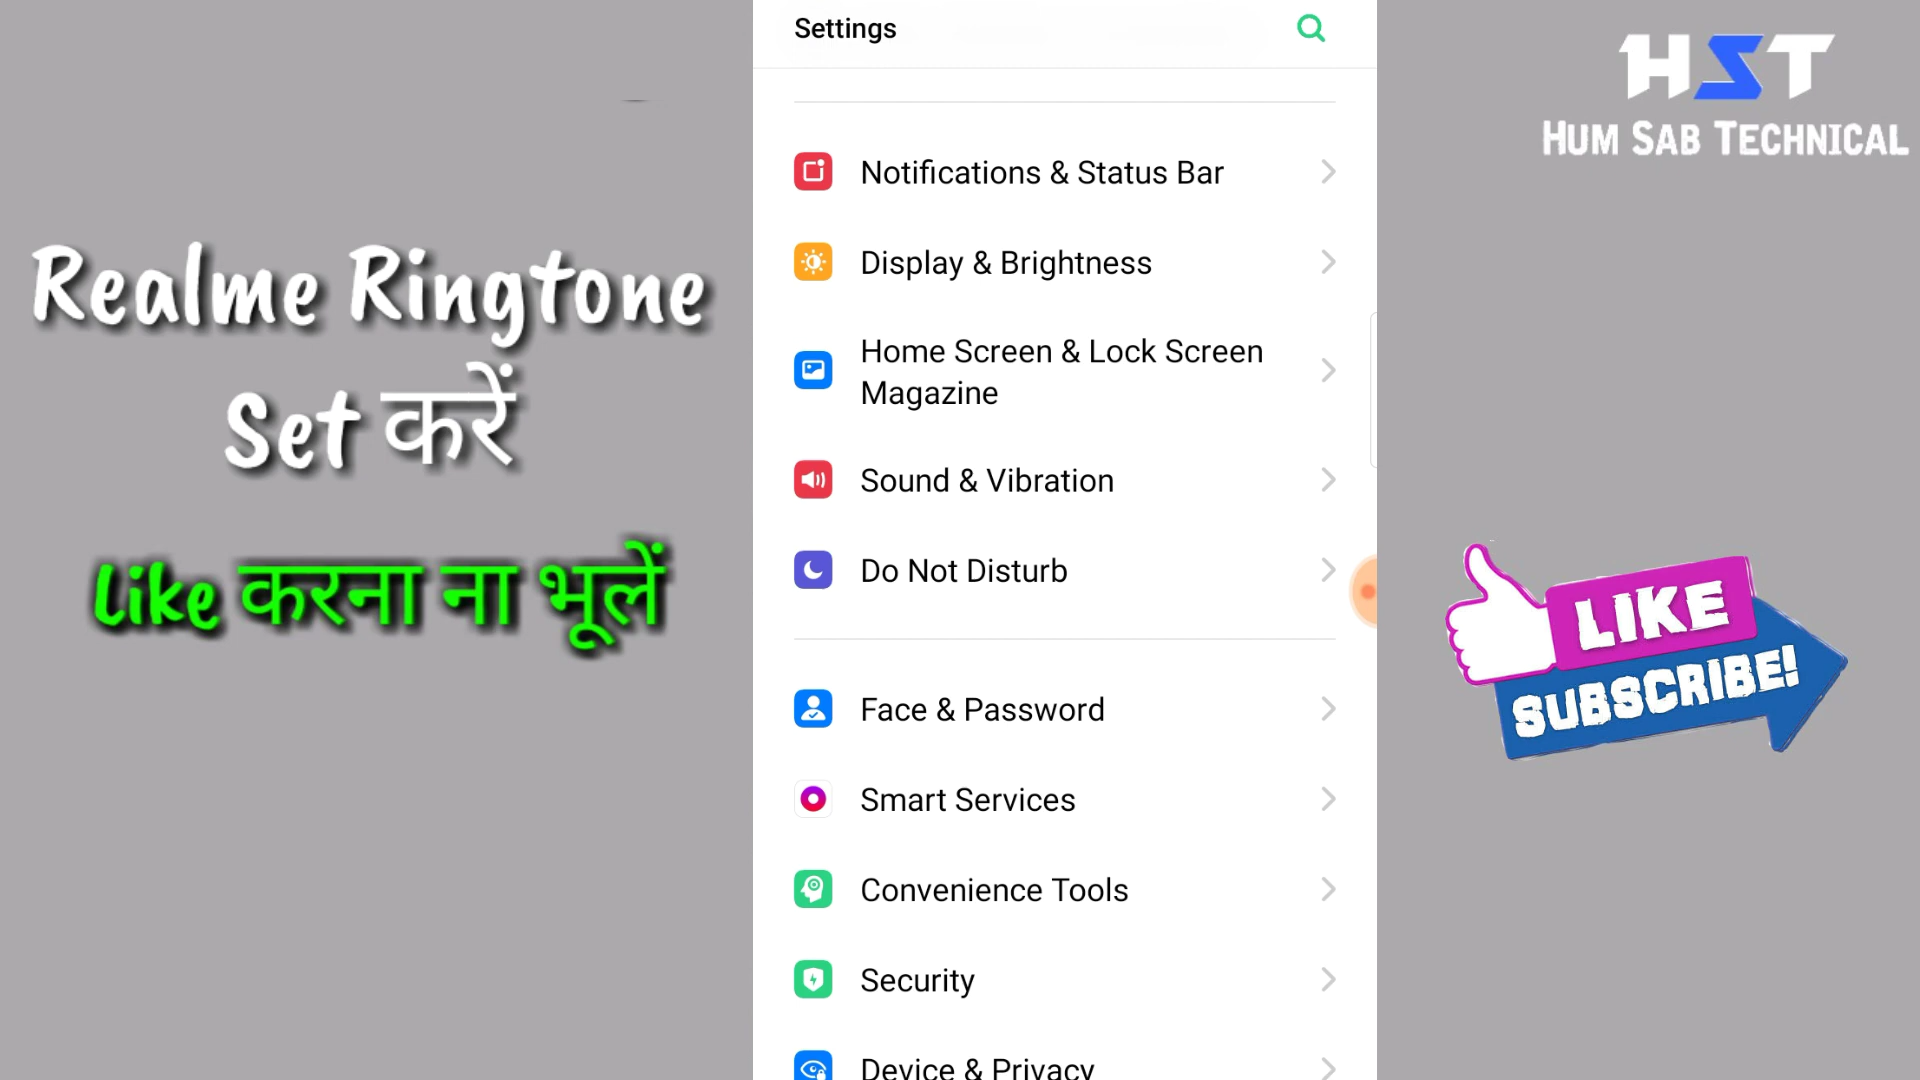 Realme Ringtone
Set करें
Like करना ना भूलें
Settings
Notifications & Status Bar
Display & Brightness
Home Screen & Lock Screen
Magazine
Sound & Vibration
Do Not Disturb
Face & Password
Smart Services
Convenience Tools
Security
Device & Privacy
HST
HUM SAB TECHNICAL
LIKE
SUBSCRIBE!